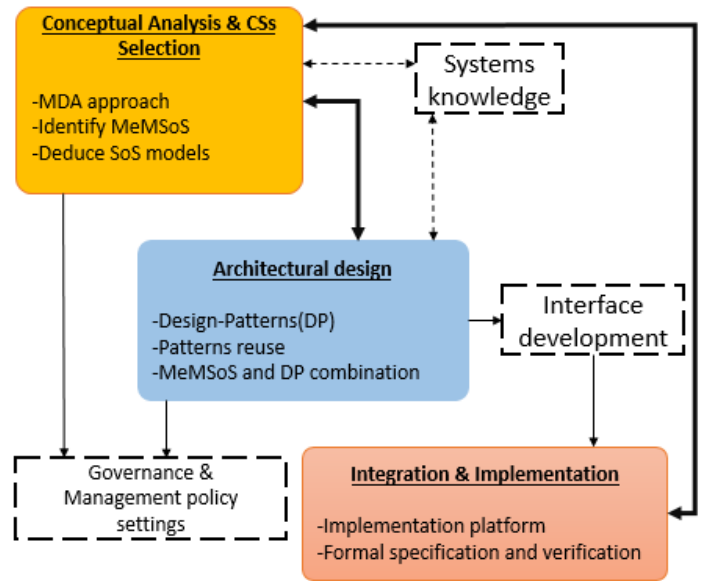 Conceptual Analysis & CSs
Selection
-MDA approach
-Identify MeMSoS
-Deduce SoS models
Systems
knowledge
Architectural design
-Design-Patterns(DP)
-Patterns reuse
-MeMSoS and DP combination
Interface
development
Governance &
Management policy
settings
Integration & Implementation
-Implementation platform
-Formal specification and verification